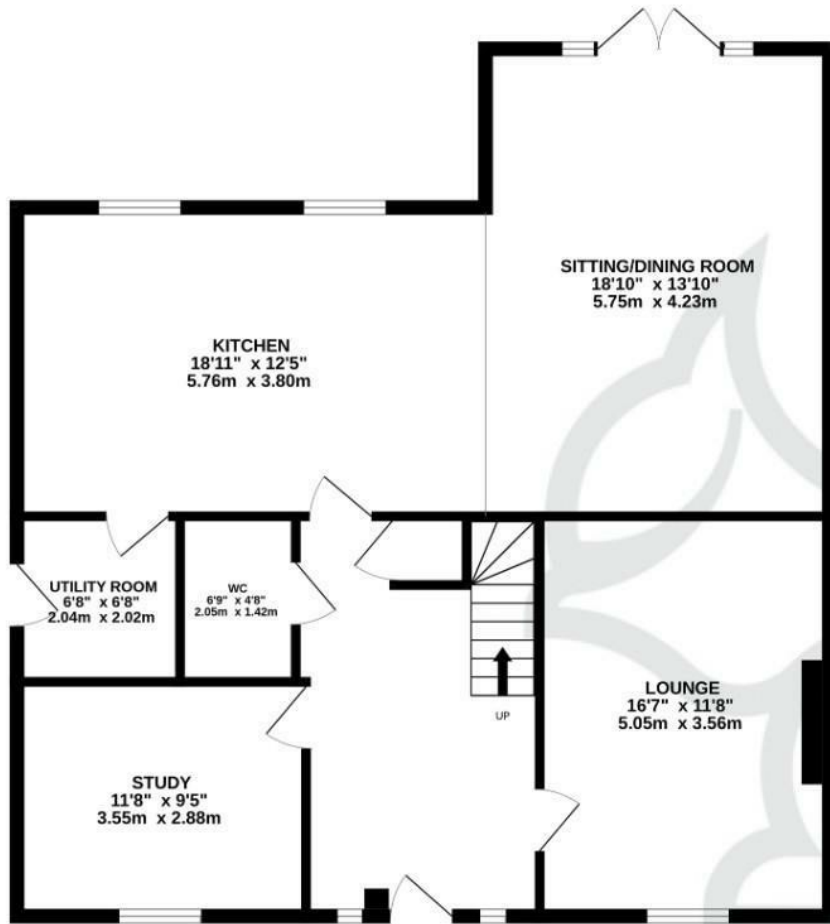 SITTING/DINING ROOM
18'10" x 13'10"
5.75m x 4.23m
KITCHEN
18'11" x 12'5"
5.76m x 3.80m
UTILITY ROOM
6'8" x 6'8"
2.04m x 2.02m
WC
6'9" x 4'8"
2.05m x 1.42m
LOUNGE
16'7" x 11'8"
5.05m x 3.56m
UP
STUDY
11'8" x 9'5"
3.55m x 2.88m